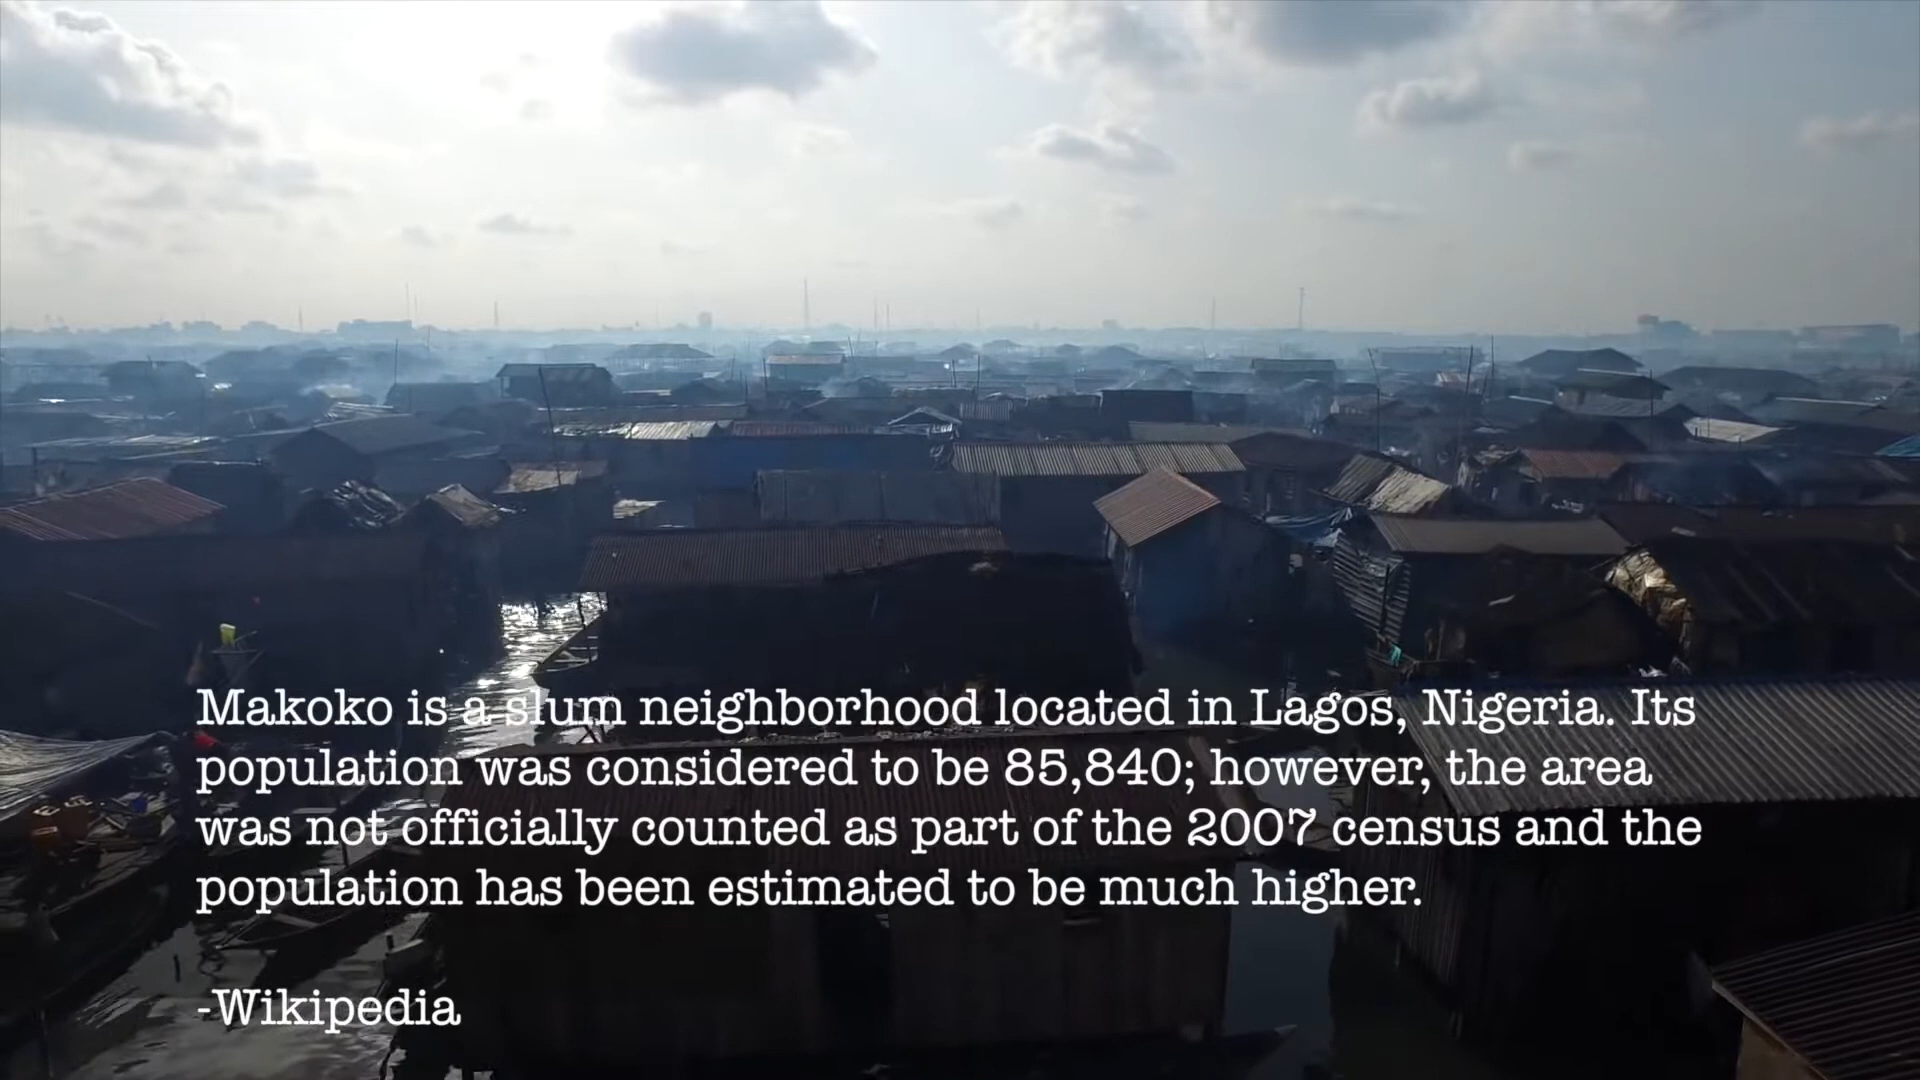 Makoko is a slum neighborhood located in Lagos, Nigeria. Its
population was considered to be 85,840; however, the area
was not officially counted as part of the 2007 census and the
population has been estimated to be much higher.
-Wikipedia